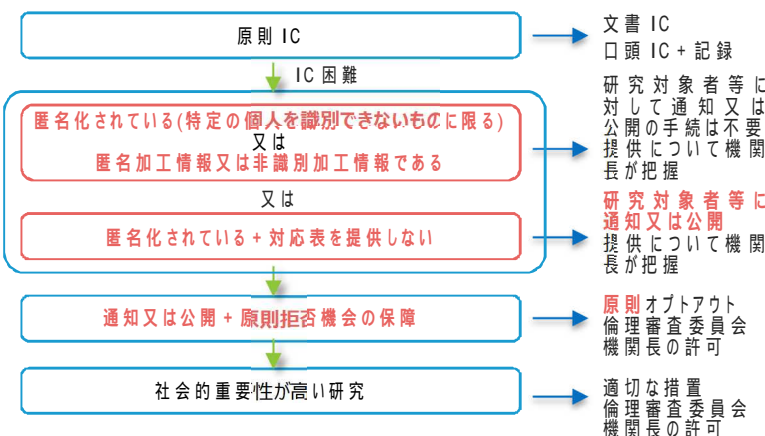 原則 IC
文書 IC
口頭 IC + 記録
IC 困難
匿名化されている(特定の個人を識別できないものに限る)
又は
匿名加工情報又は非識別加工情報である
研究対象者等に
対して通知又は
公開の手続は不要
提供について機関
長が把握
又は
匿名化されている + 対応表を提供しない
研究対象者等に
通知又は公開
提供について機関
長が把握
通知又は公開 + 原則拒否機会の保障
原則オプトアウト
倫理審査委員会
機関長の許可
社会的重要性が高い研究
適切な措置
倫理審査委員会
機関長の許可